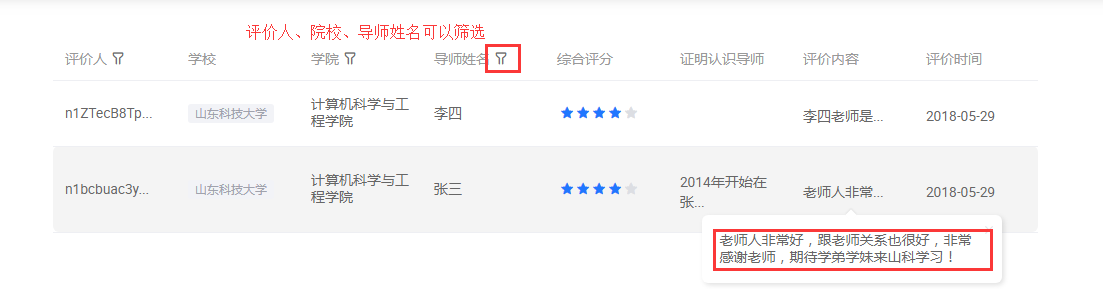 评价人、院校、导师姓名可以筛选
评价人 学校 学院 导师姓名 综合评分 证明认识导师 评价内容 评价时间
n1ZTecB8Tp... 山东科技大学 计算机科学与工 李四 李四老师是... 2018-05-29
程学院
n1bcbuac3y... 山东科技大学 计算机科学与工 张三 2014年开始在 老师人非常... 2018-05-29
程学院 张...
老师人非常好，跟老师关系也很好，非常
感谢老师，期待学弟学妹来山科学习！